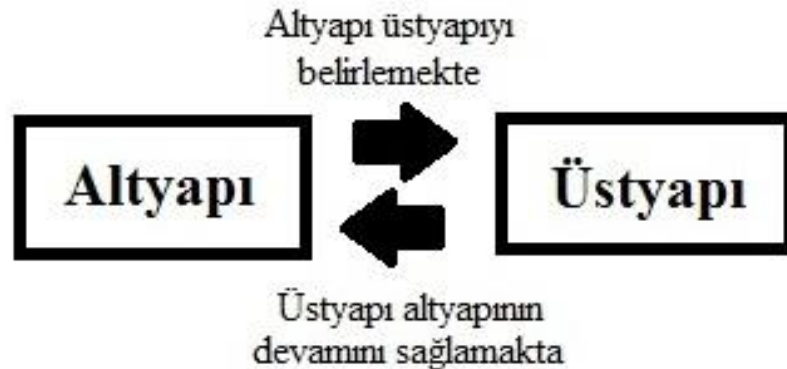 Altyapı üstyapıyı
belirlemekte
Altyapı
Üstyapı
Üstyapı altyapının
devamını sağlamakta